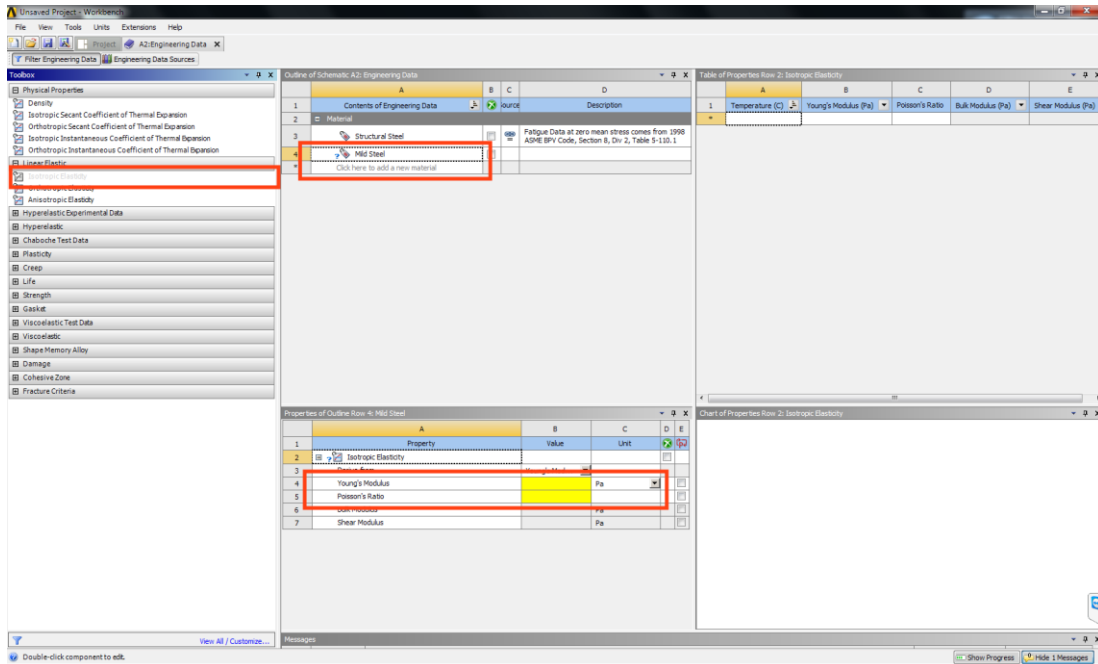 Unsaved Project - Workbench
File View Tools Units Extensions Help
Project A2:Engineering Data X
Filter Engineering Data Engineering Data Sources
Toolbox
Physical Properties
Density
Isotropic Secant Coefficient of Thermal Expansion
Orthotropic Secant Coefficient of Thermal Expansion
Isotropic Instantaneous Coefficient of Thermal Expansion
Orthotropic Instantaneous Coefficient of Thermal Expansion
Linear Elastic
Isotropic Elasticity
Orthotropic Elasticity
Anisotropic Elasticity
Hyperelastic Experimental Data
Hyperelastic
Chaboche Test Data
Plasticity
Creep
Life
Strength
Gasket
Viscoelastic Test Data
Viscoelastic
Shape Memory Alloy
Damage
Cohesive Zone
Fracture Criteria
View All / Customize...
Outline of Schematic A2: Engineering Data
A B C D
1 Contents of Engineering Data ource Description
2 Material
3 Structural Steel Fatigue Data at zero mean stress comes from 1998
ASME BPV Code, Section 8, Div 2, Table 5-110.1
4 ? Mild Steel
* Click here to add a new material
Table of Properties Row 2: Isotropic Elasticity
A B C D E
1 Temperature (C) Young's Modulus (Pa) Poisson's Ratio Bulk Modulus (Pa) Shear Modulus (Pa)
*
Properties of Outline Row 4: Mild Steel
A B C D E
1 Property Value Unit
2 ? Isotropic Elasticity
3 Derive from
4 Young's Modulus Pa
5 Poisson's Ratio
6 Bulk Modulus Pa
7 Shear Modulus Pa
Chart of Properties Row 2: Isotropic Elasticity
Messages
Double-click component to edit.
Show Progress Hide 1 Messages